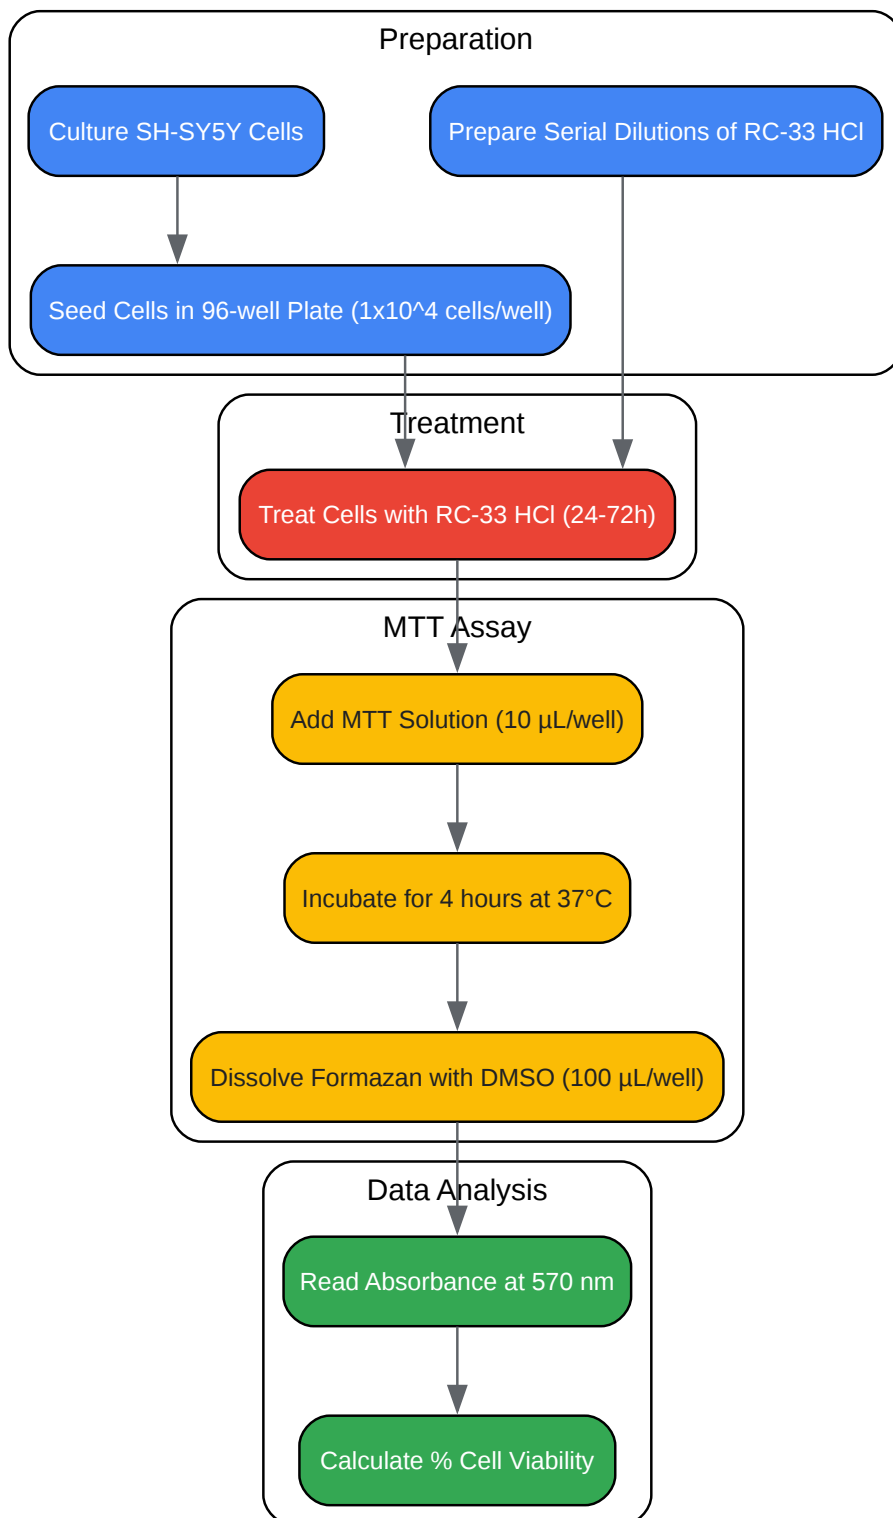 Preparation
Culture SH-SY5Y Cells
Prepare Serial Dilutions of RC-33 HCl
Seed Cells in 96-well Plate (1x10^4 cells/well)
Treatment
Treat Cells with RC-33 HCl (24-72h)
MTT Assay
Add MTT Solution (10 µL/well)
Incubate for 4 hours at 37°C
Dissolve Formazan with DMSO (100 µL/well)
Data Analysis
Read Absorbance at 570 nm
Calculate % Cell Viability